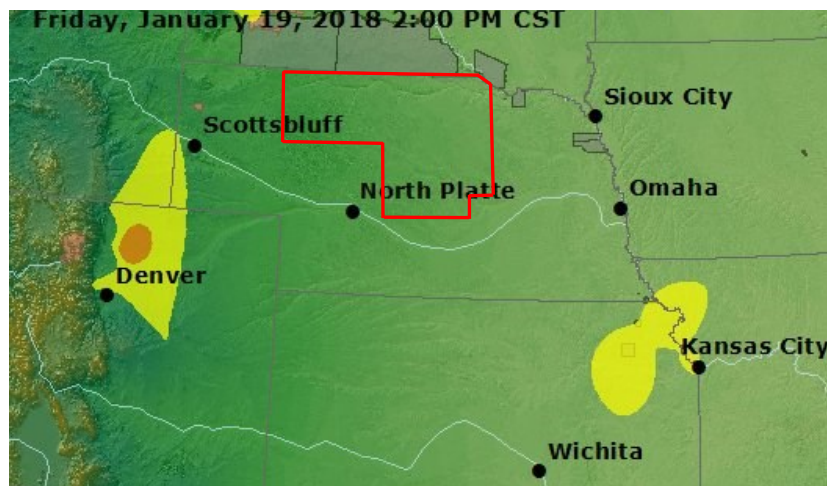 Friday, January 19, 2018 2:00 PM CST
Sioux City
Scottsbluff
North Platte
Omaha
Denver
Kansas City
Wichita